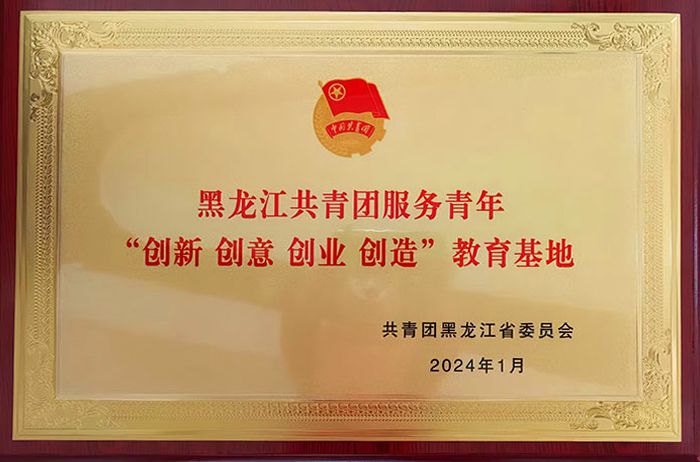 中国共青团
黑龙江共青团服务青年
“创新 创意 创业 创造”教育基地
共青团黑龙江省委员会
2024年1月